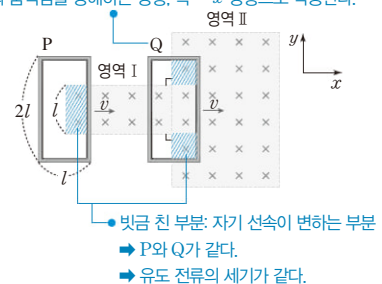 영역 Ⅱ
P
Q
y
영역 Ⅰ
x
2l
l
v
v
l
빗금 친 부분: 자기 선속이 변하는 부분
➡ P와 Q가 같다.
➡ 유도 전류의 세기가 같다.